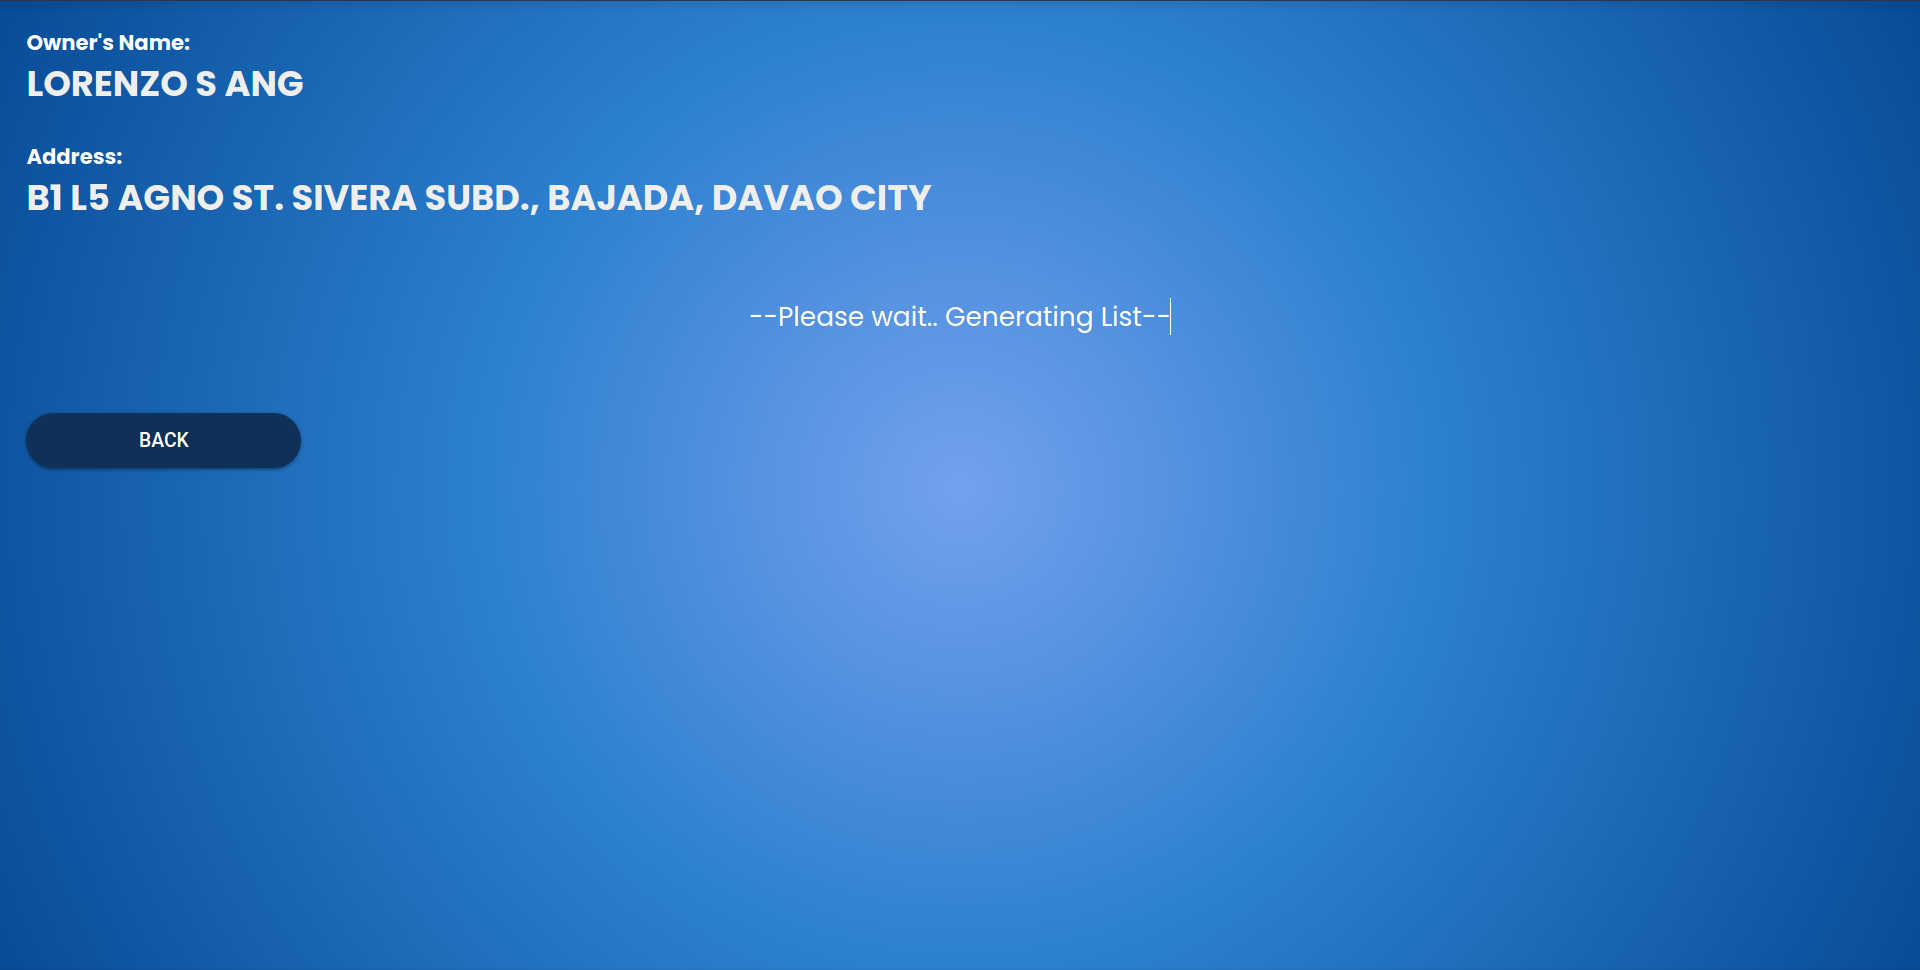 Owner's Name:
LORENZO S ANG
Address:
B1 L5 AGNO ST. SIVERA SUBD., BAJADA, DAVAO CITY
--Please wait.. Generating List--
BACK